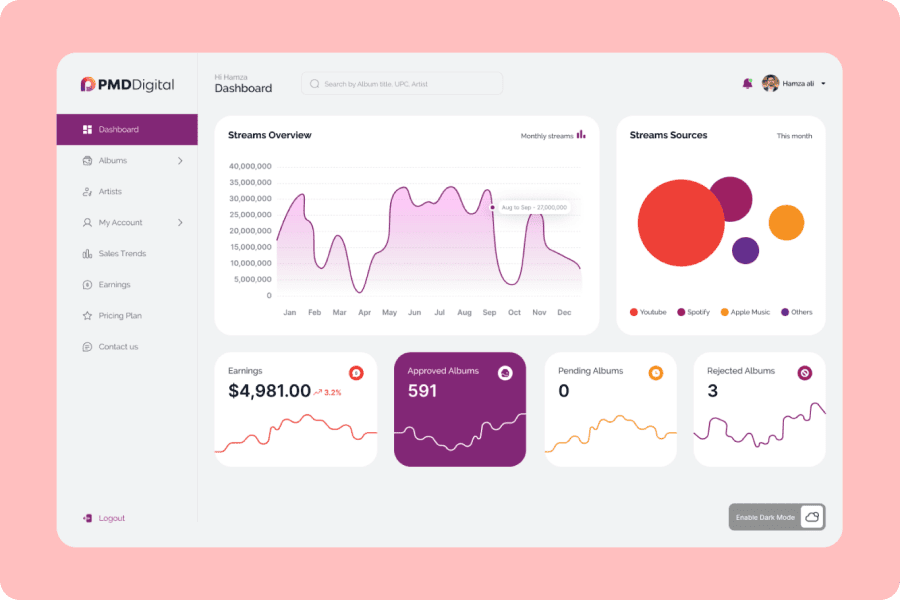 PMDDigital
Dashboard
Albums
Artists
My Account
Sales Trends
Earnings
Pricing Plan
Contact us
Logout
Hi Hamza
Dashboard
Search by Album title, UPC, Artist
Hamza ali
Streams Overview
Monthly streams
40,000,000
35,000,000
30,000,000
25,000,000
20,000,000
15,000,000
10,000,000
5,000,000
0
Aug to Sep - 27,000,000
Jan Feb Mar Apr May Jun Jul Aug Sep Oct Nov Dec
Streams Sources
This month
Youtube Spotify Apple Music Others
Earnings
$4,981.00 3.2%
Approved Albums
591
Pending Albums
0
Rejected Albums
3
Enable Dark Mode